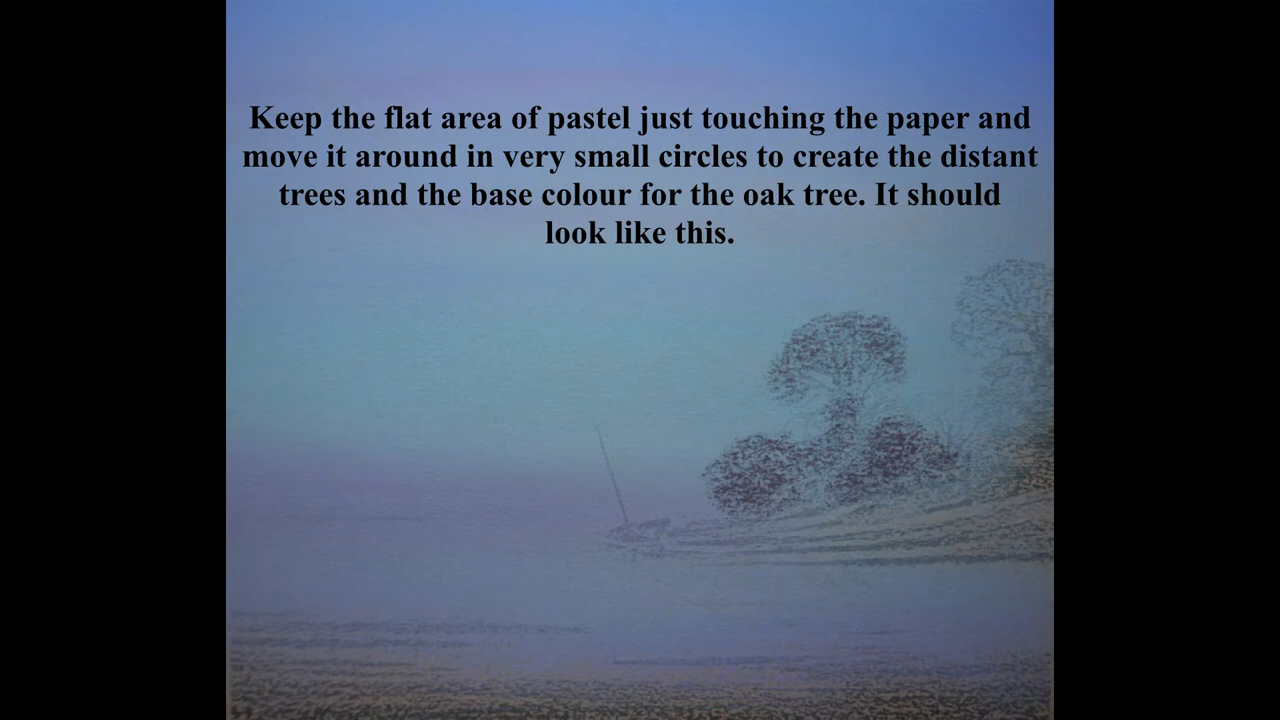 Keep the flat area of pastel just touching the paper and
move it around in very small circles to create the distant
trees and the base colour for the oak tree. It should
look like this.